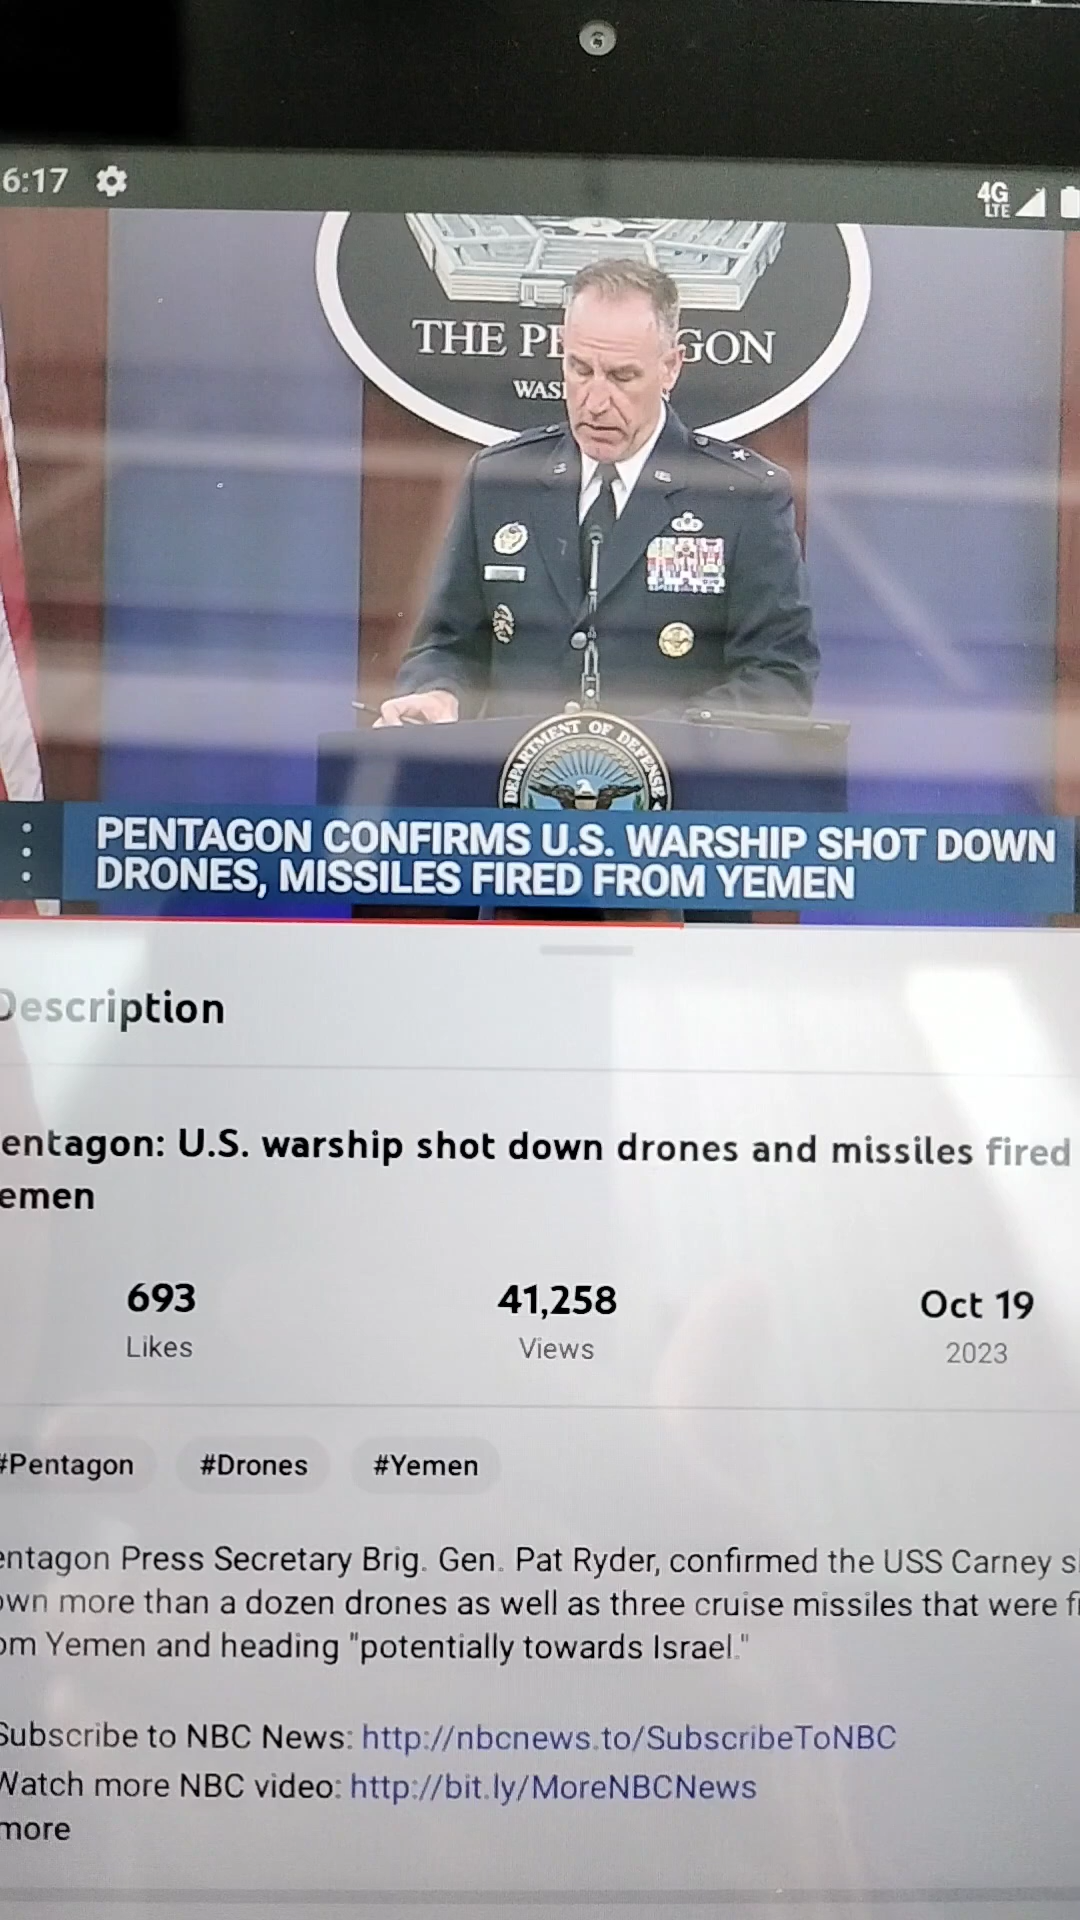 6:17
4G
LTE
THE PE GON
WAS
DEPARTMENT OF DEFENSE
PENTAGON CONFIRMS U.S. WARSHIP SHOT DOWN
DRONES, MISSILES FIRED FROM YEMEN
Description
entagon: U.S. warship shot down drones and missiles fired
emen
693
41,258
Oct 19
Likes
Views
2023
#Pentagon
#Drones
#Yemen
entagon Press Secretary Brig. Gen. Pat Ryder, confirmed the USS Carney s
own more than a dozen drones as well as three cruise missiles that were f
om Yemen and heading "potentially towards Israel."
Subscribe to NBC News: http://nbcnews.to/SubscribeToNBC
Watch more NBC video: http://bit.ly/MoreNBCNews
more